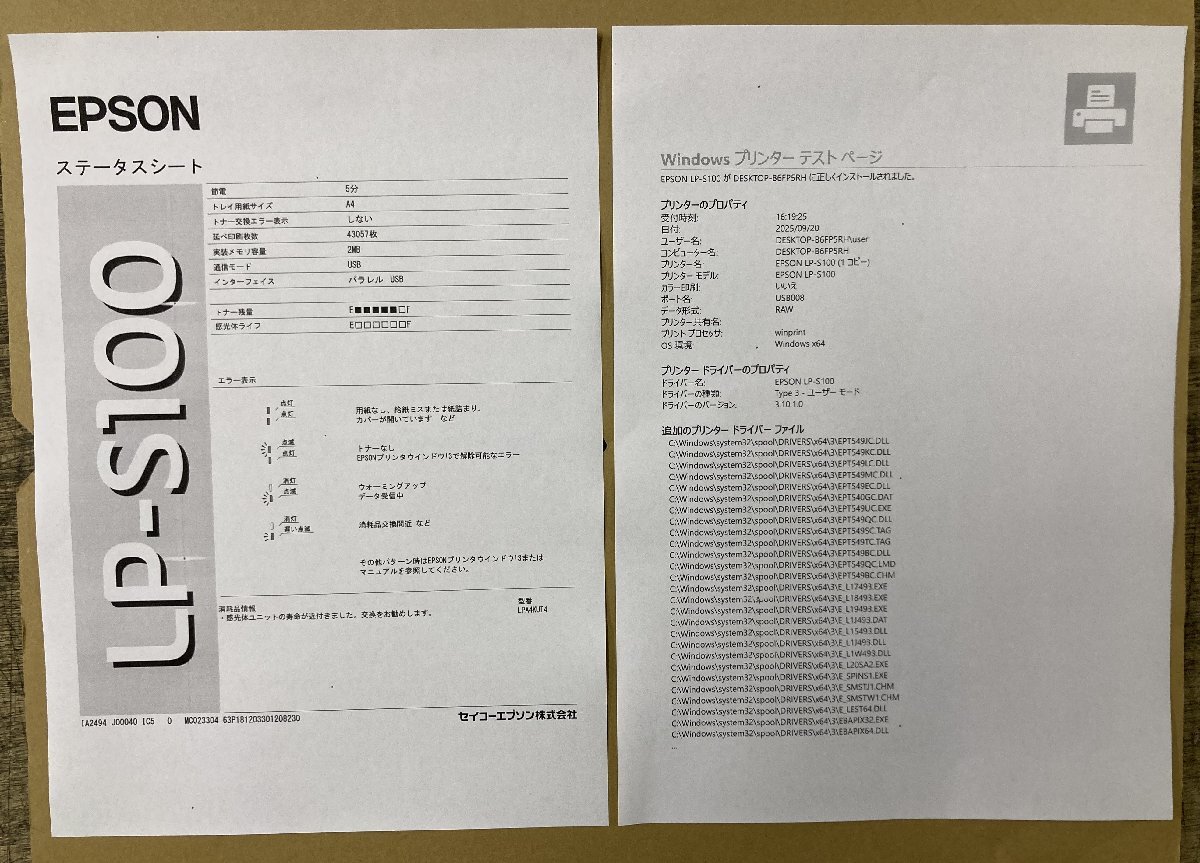 EPSON
ステータスシート
LP-S100
節電 5分
トレイ用紙サイズ A4
トナー交換エラー表示 しない
延べ印刷枚数 43057枚
実装メモリ容量 2MB
通信モード USB
インターフェイス パラレル USB
トナー残量 E■■■■■□F
感光体ライフ E□□□□□□F
エラー表示
点灯
点灯
用紙なし、給紙ミスまたは紙詰まり。
カバーが開いています など
点滅
点灯
トナーなし
EPSONプリンタウインドウ!3で解除可能なエラー
消灯
点滅
ウォーミングアップ
データ受信中
消灯
遅い点滅
消耗品交換間近 など
その他パターン時はEPSONプリンタウインドウ!3または
マニュアルを参照してください。
消耗品情報 型番
・感光体ユニットの寿命が近付きました。交換をお勧めします。 LPA4KUT4
[A2494 J00040 IC5 0 MC023304 63P181203301208230
セイコーエプソン株式会社
Windows プリンター テスト ページ
EPSON LP-S100 が DESKTOP-B6FP5RH に正しくインストールされました。
プリンターのプロパティ
受付時刻: 16:19:25
日付: 2025/09/20
ユーザー名: DESKTOP-B6FP5RH\user
コンピューター名: DESKTOP-B6FP5RH
プリンター名: EPSON LP-S100 (1 コピー)
プリンター モデル: EPSON LP-S100
カラー印刷: いいえ
ポート名: USB008
データ形式: RAW
プリンター共有名:
プリント プロセッサ: winprint
OS 環境: Windows x64
プリンター ドライバーのプロパティ
ドライバー名: EPSON LP-S100
ドライバーの種類: Type 3 - ユーザー モード
ドライバーのバージョン: 3.10.1.0
追加のプリンター ドライバー ファイル
C:\Windows\system32\spool\DRIVERS\x64\3\EPT549JC.DLL
C:\Windows\system32\spool\DRIVERS\x64\3\EPT549KC.DLL
C:\Windows\system32\spool\DRIVERS\x64\3\EPT549LC.DLL
C:\Windows\system32\spool\DRIVERS\x64\3\EPT549MC.DLL
C:\Windows\system32\spool\DRIVERS\x64\3\EPT549EC.DLL
C:\Windows\system32\spool\DRIVERS\x64\3\EPT540GC.DAT
C:\Windows\system32\spool\DRIVERS\x64\3\EPT549UC.EXE
C:\Windows\system32\spool\DRIVERS\x64\3\EPT549QC.DLL
C:\Windows\system32\spool\DRIVERS\x64\3\EPT549SC.TAG
C:\Windows\system32\spool\DRIVERS\x64\3\EPT549TC.TAG
C:\Windows\system32\spool\DRIVERS\x64\3\EPT549BC.DLL
C:\Windows\system32\spool\DRIVERS\x64\3\EPT549QC.LMD
C:\Windows\system32\spool\DRIVERS\x64\3\EPT549BC.CHM
C:\Windows\system32\spool\DRIVERS\x64\3\E_L17493.EXE
C:\Windows\system32\spool\DRIVERS\x64\3\E_L18493.EXE
C:\Windows\system32\spool\DRIVERS\x64\3\E_L19493.EXE
C:\Windows\system32\spool\DRIVERS\x64\3\E_L1I493.DAT
C:\Windows\system32\spool\DRIVERS\x64\3\E_L15493.DLL
C:\Windows\system32\spool\DRIVERS\x64\3\E_L1J493.DLL
C:\Windows\system32\spool\DRIVERS\x64\3\E_L1W493.DLL
C:\Windows\system32\spool\DRIVERS\x64\3\E_L20SA2.EXE
C:\Windows\system32\spool\DRIVERS\x64\3\E_SPINS1.EXE
C:\Windows\system32\spool\DRIVERS\x64\3\E_SMSTJ1.CHM
C:\Windows\system32\spool\DRIVERS\x64\3\E_SMSTW1.CHM
C:\Windows\system32\spool\DRIVERS\x64\3\E_LEST64.DLL
C:\Windows\system32\spool\DRIVERS\x64\3\EBAPIX32.EXE
C:\Windows\system32\spool\DRIVERS\x64\3\EBAPIX64.DLL
...